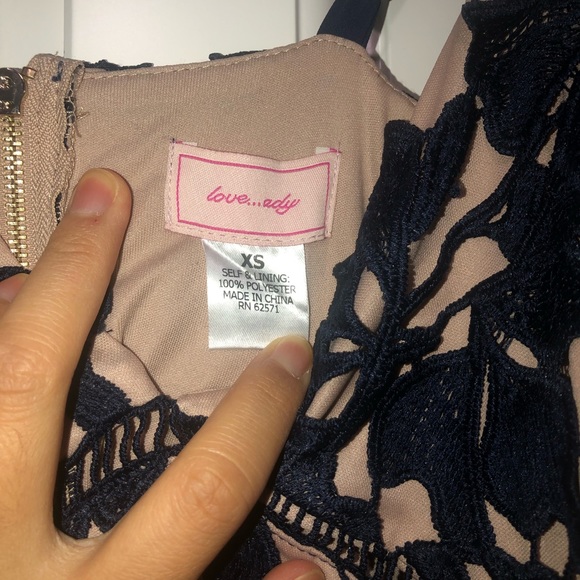 love...ady
XS
SELF & LINING:
100% POLYESTER
MADE IN CHINA
RN 62571